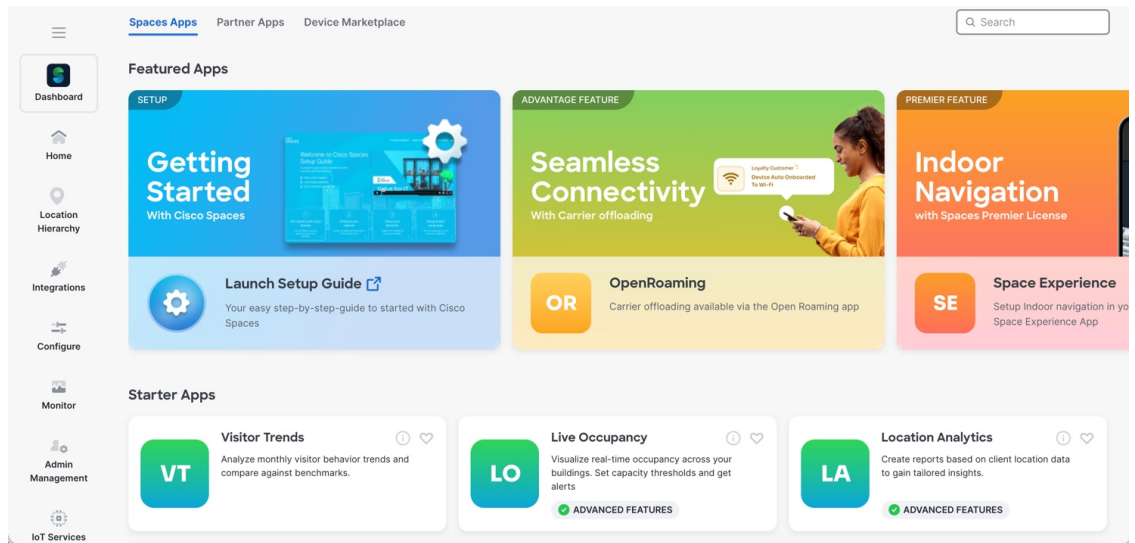 Spaces Apps Partner Apps Device Marketplace
Search
Dashboard
Home
Location
Hierarchy
Integrations
Configure
Monitor
Admin
Management
IoT Services
Featured Apps
SETUP
Getting
Started
With Cisco Spaces
Welcome to Cisco Spaces
Setup Guide
Launch Setup Guide
Your easy step-by-step-guide to started with Cisco
Spaces
ADVANTAGE FEATURE
Seamless
Connectivity
With Carrier offloading
Loyalty Customer
Device Auto Onboarded
To Wi-Fi
OR
OpenRoaming
Carrier offloading available via the Open Roaming app
PREMIER FEATURE
Indoor
Navigation
with Spaces Premier License
SE
Space Experience
Setup Indoor navigation in yo
Space Experience App
Starter Apps
VT
Visitor Trends
Analyze monthly visitor behavior trends and
compare against benchmarks.
LO
Live Occupancy
Visualize real-time occupancy across your
buildings. Set capacity thresholds and get
alerts
ADVANCED FEATURES
LA
Location Analytics
Create reports based on client location data
to gain tailored insights.
ADVANCED FEATURES